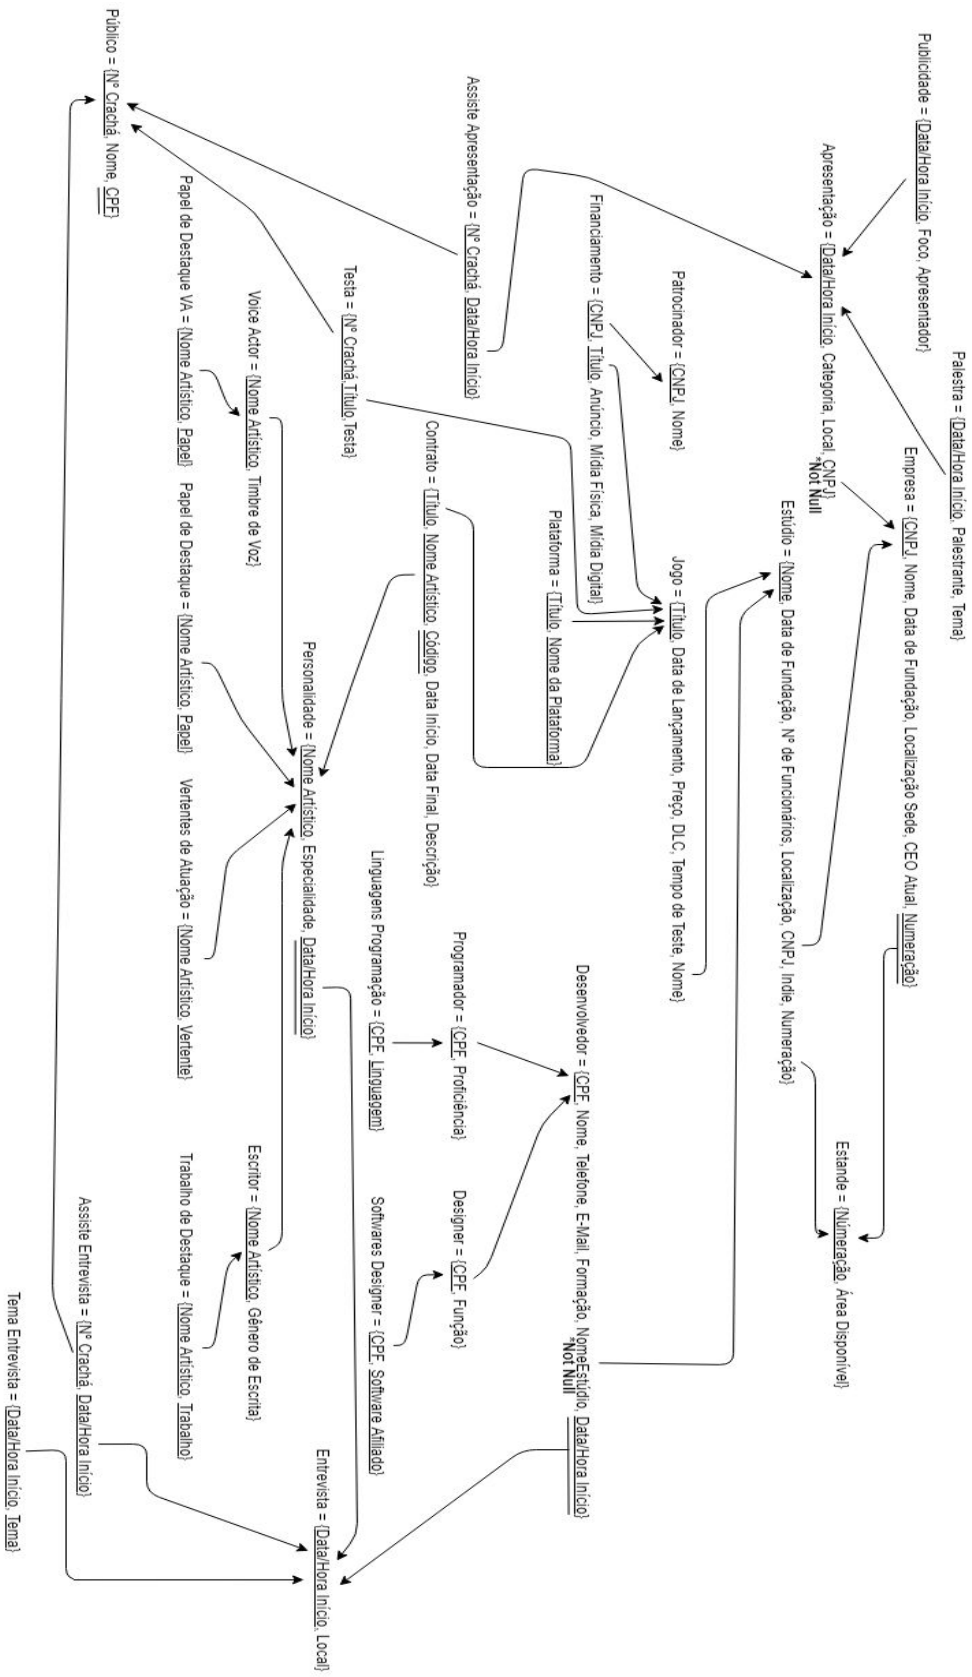 Palestra = {Data/Hora Início, Palestrante, Tema}
Publicidade = {Data/Hora Início, Foco, Apresentador}
Empresa = {CNPJ, Nome, Data de Fundação, Localização Sede, CEO Atual, Numeração}
Apresentação = {Data/Hora Início, Categoria, Local, CNPJ}
*Not Null
Estande = {Númeração, Área Disponível}
Estúdio = {Nome, Data de Fundação, Nº de Funcionários, Localização, CNPJ, Indie, Numeração}
Patrocinador = {CNPJ, Nome}
Jogo = {Título, Data de Lançamento, Preço, DLC, Tempo de Teste, Nome}
Financiamento = {CNPJ, Título, Anúncio, Mídia Física, Mídia Digital}
Desenvolvedor = {CPF, Nome, Telefone, E-Mail, Formação, NomeEstúdio, Data/Hora Início}
*Not Null
Plataforma = {Título, Nome da Plataforma}
Assiste Apresentação = {Nº Crachá, Data/Hora Início}
Programador = {CPF, Proficiência}
Designer = {CPF, Função}
Contrato = {Título, Nome Artístico, Código, Data Início, Data Final, Descrição}
Linguagens Programação = {CPF, Linguagem}
Softwares Designer = {CPF, Software Afiliado}
Testa = {Nº Crachá,Título,Testa}
Personalidade = {Nome Artístico, Especialidade, Data/Hora Início}
Entrevista = {Data/Hora Início, Local}
Voice Actor = {Nome Artístico, Timbre de Voz}
Escritor = {Nome Artístico, Gênero de Escrita}
Papel de Destaque VA = {Nome Artístico, Papel}
Papel de Destaque = {Nome Artístico, Papel}
Vertentes de Atuação = {Nome Artístico, Vertente}
Trabalho de Destaque = {Nome Artístico, Trabalho}
Público = {Nº Crachá, Nome, CPF}
Assiste Entrevista = {Nº Crachá, Data/Hora Início}
Tema Entrevista = {Data/Hora Início, Tema}